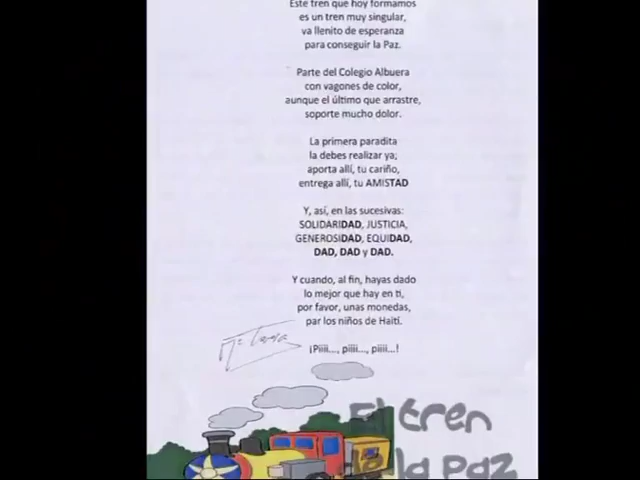 Este tren que hoy formamos
es un tren muy singular,
va llenito de esperanza
para conseguir la Paz.
Parte del Colegio Albuera
con vagones de color,
aunque el último que arrastre,
soporte mucho dolor.
La primera paradita
la debes realizar ya;
aporta allí, tu cariño,
entrega allí, tu AMISTAD
Y, así, en las sucesivas:
SOLIDARIDAD, JUSTICIA,
GENEROSIDAD, EQUIDAD,
DAD, DAD y DAD.
Y cuando, al fin, hayas dado
lo mejor que hay en ti,
por favor, unas monedas,
par los niños de Haití.
¡Piiii..., piiii..., piiii...!
El tren
la paz